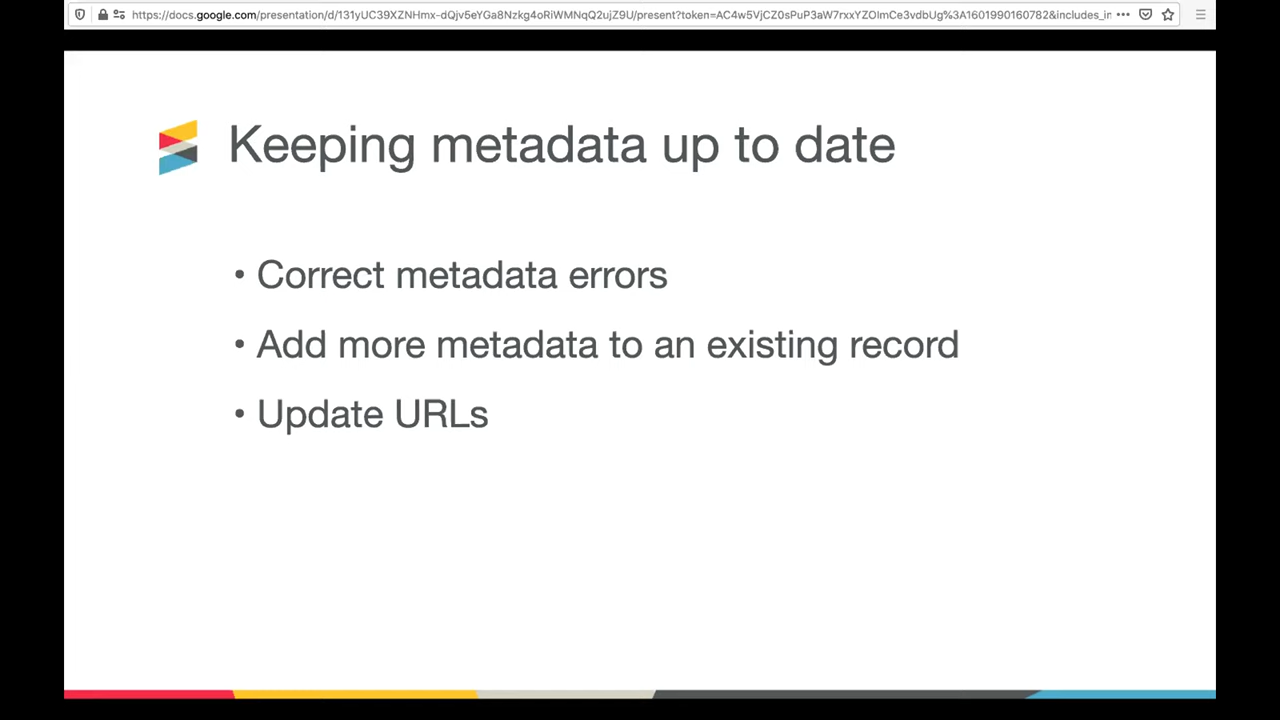 https://docs.google.com/presentation/d/131yUC39XZNHmx-dQjv5eYGa8Nzkg4oRiWMNqQ2ujZ9U/present?token=AC4w5VjCZ0sPuP3aW7rxxYZOlmCe3vdbUg%3A1601990160782&includes_in
Keeping metadata up to date
• Correct metadata errors
• Add more metadata to an existing record
• Update URLs